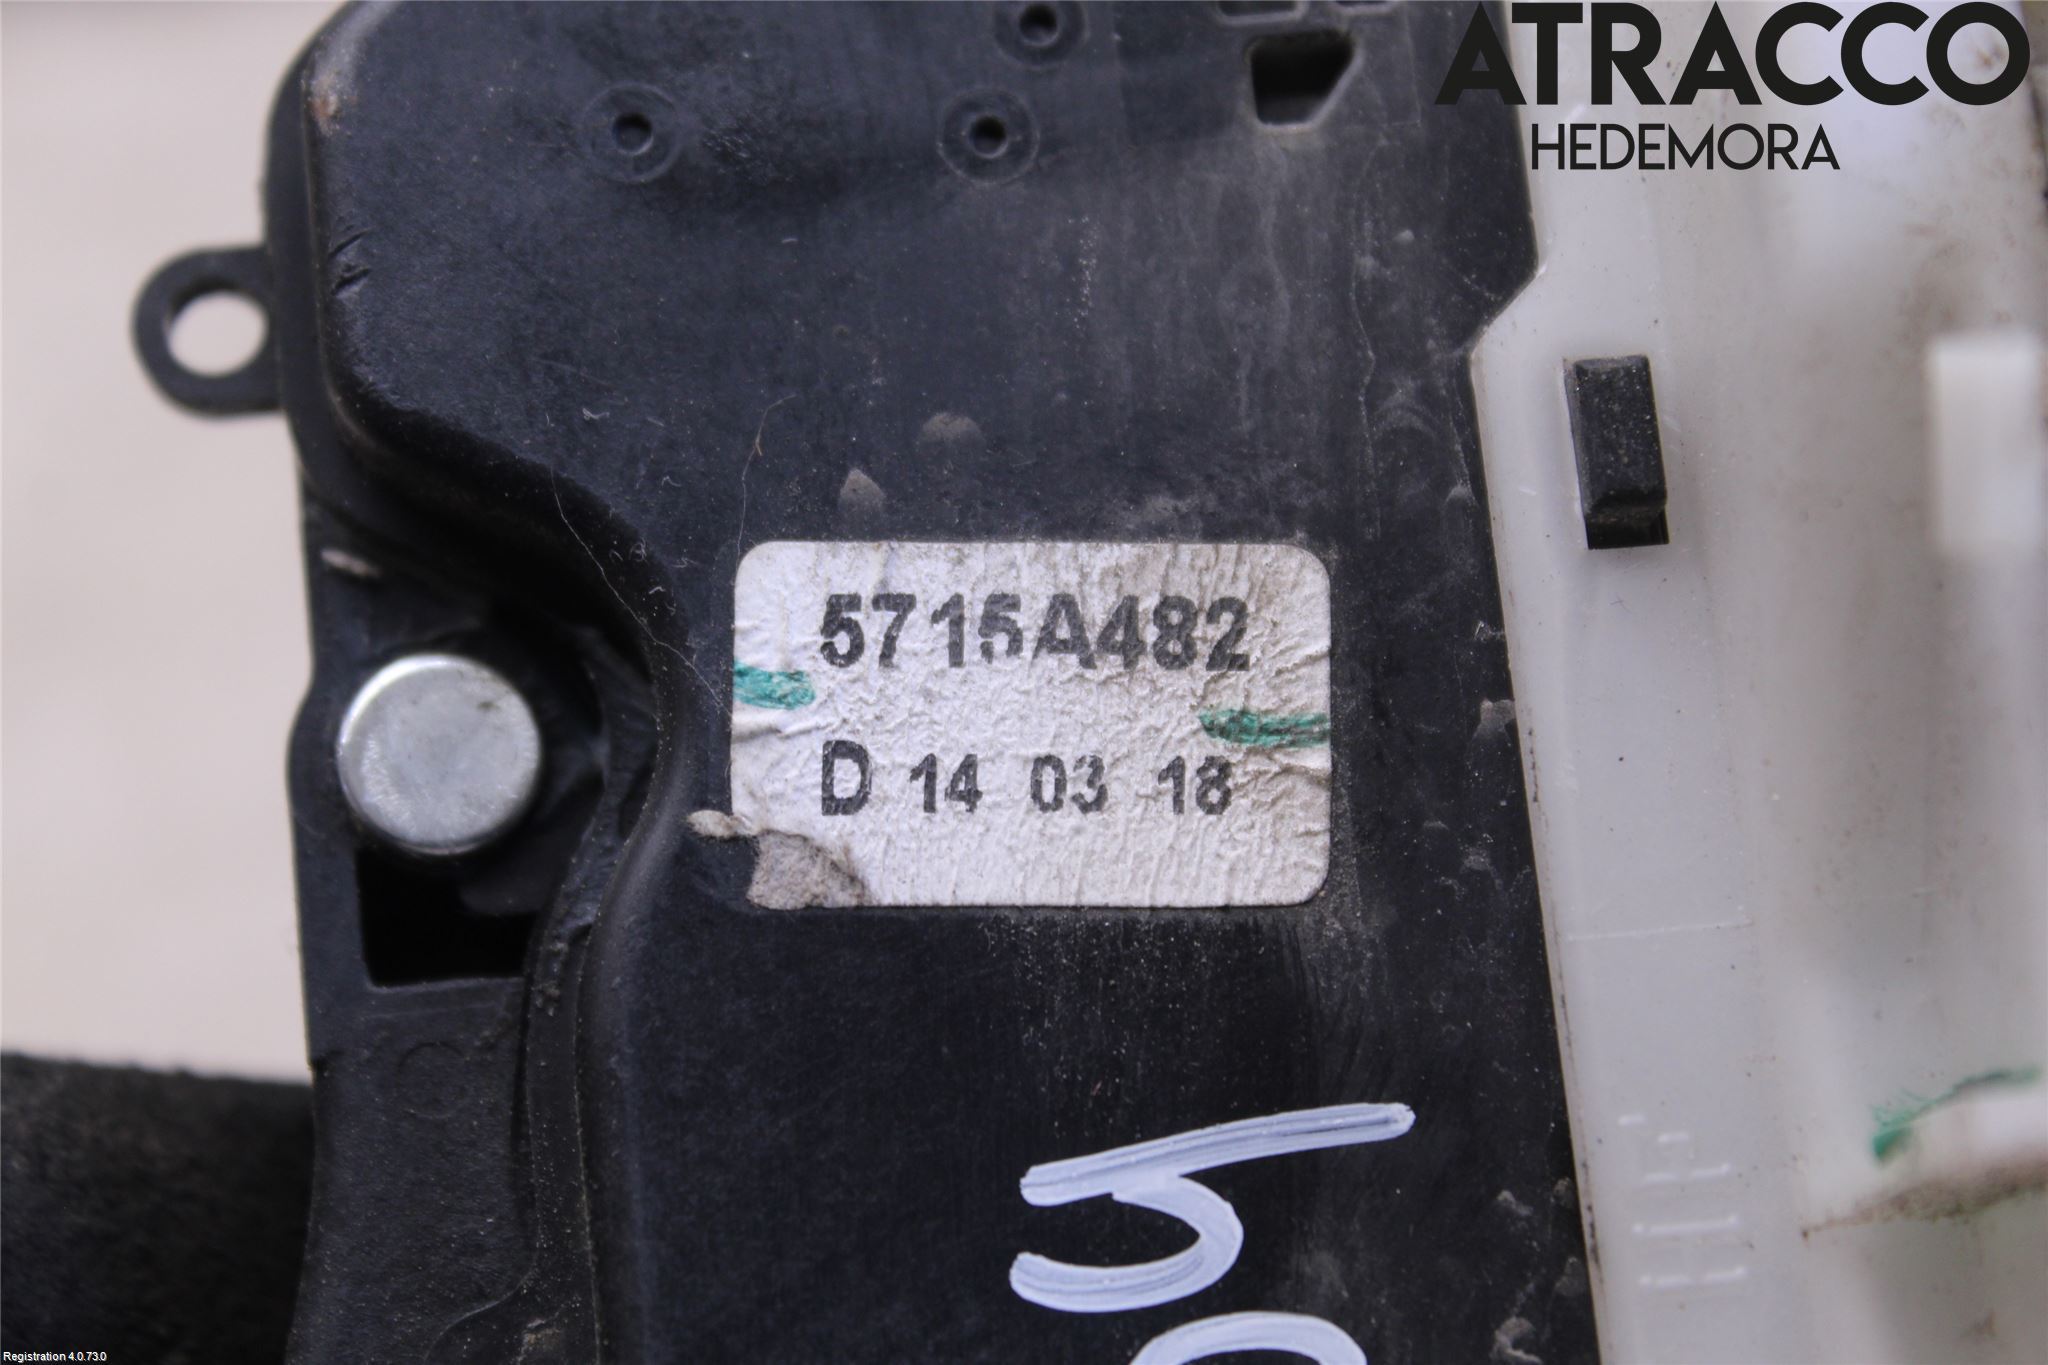 ATRACCO
HEDEMORA
5715A482
D 14 03 18
Registration 4.0.73.0